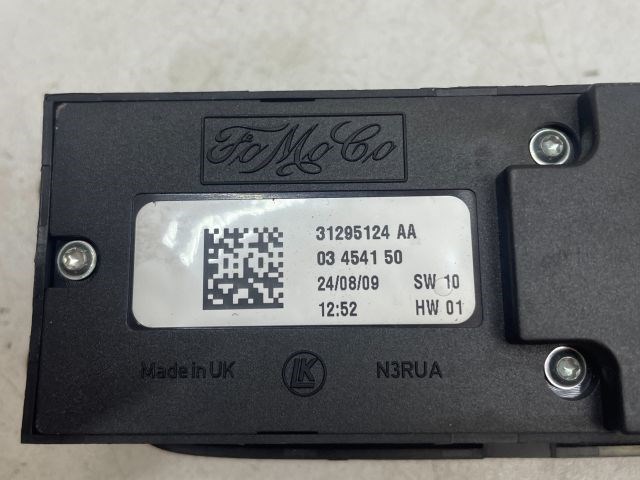 FoMoCo
31295124 AA
03 4541 50
24/08/09 SW 10
12:52 HW 01
Made in UK LK N3RUA